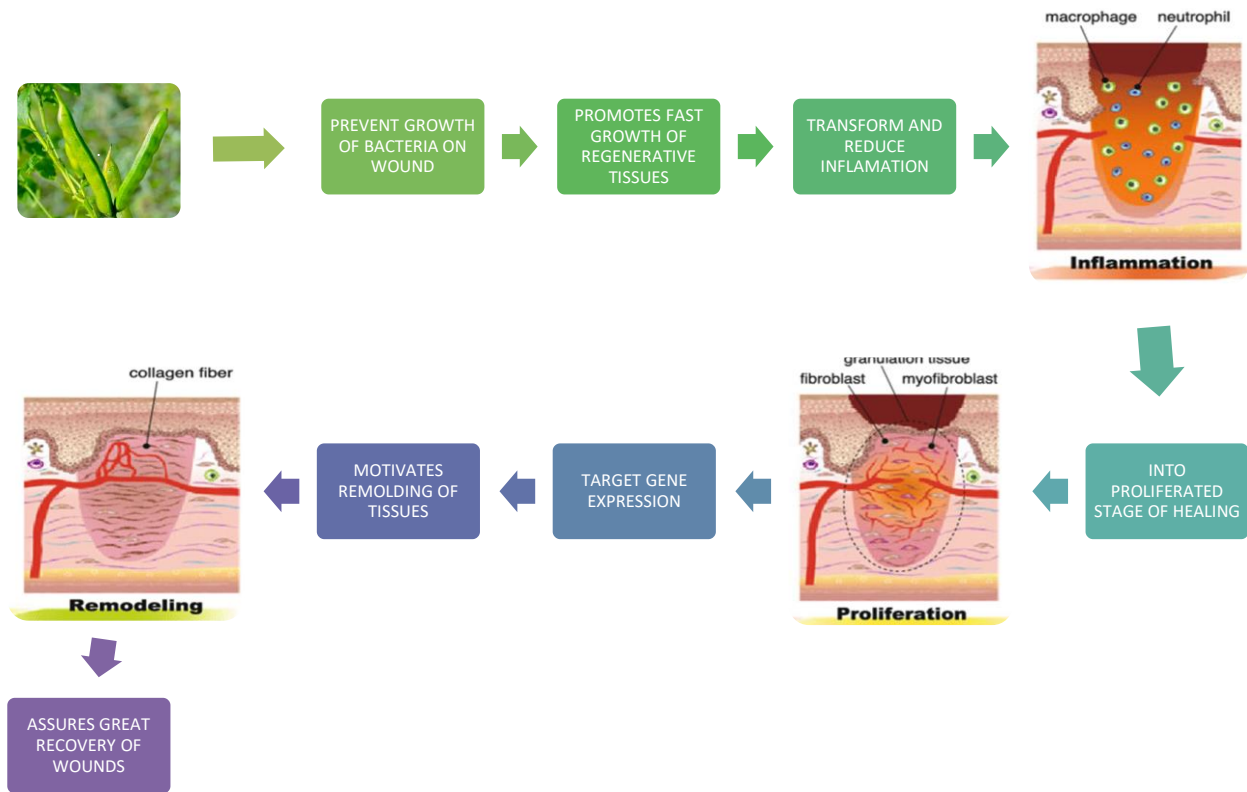 macrophage neutrophil
PREVENT GROWTH
OF BACTERIA ON
WOUND
PROMOTES FAST
GROWTH OF
REGENERATIVE
TISSUES
TRANSFORM AND
REDUCE
INFLAMATION
Inflammation
collagen fiber
Remodeling
MOTIVATES
REMOLDING OF
TISSUES
TARGET GENE
EXPRESSION
granulation tissue
fibroblast myofibroblast
Proliferation
INTO
PROLIFERATED
STAGE OF HEALING
ASSURES GREAT
RECOVERY OF
WOUNDS